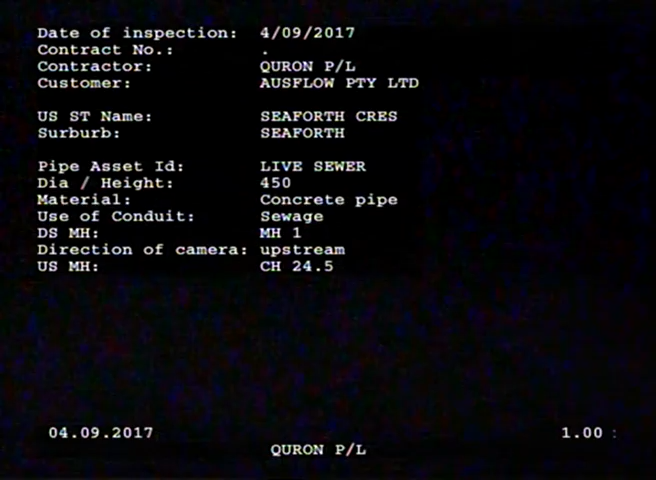 Date of inspection: 4/09/2017
Contract No.: .
Contractor: QURON P/L
Customer: AUSFLOW PTY LTD
US ST Name: SEAFORTH CRES
Surburb: SEAFORTH
Pipe Asset Id: LIVE SEWER
Dia / Height: 450
Material: Concrete pipe
Use of Conduit: Sewage
DS MH: MH 1
Direction of camera: upstream
US MH: CH 24.5
04.09.2017 1.00 :
QURON P/L